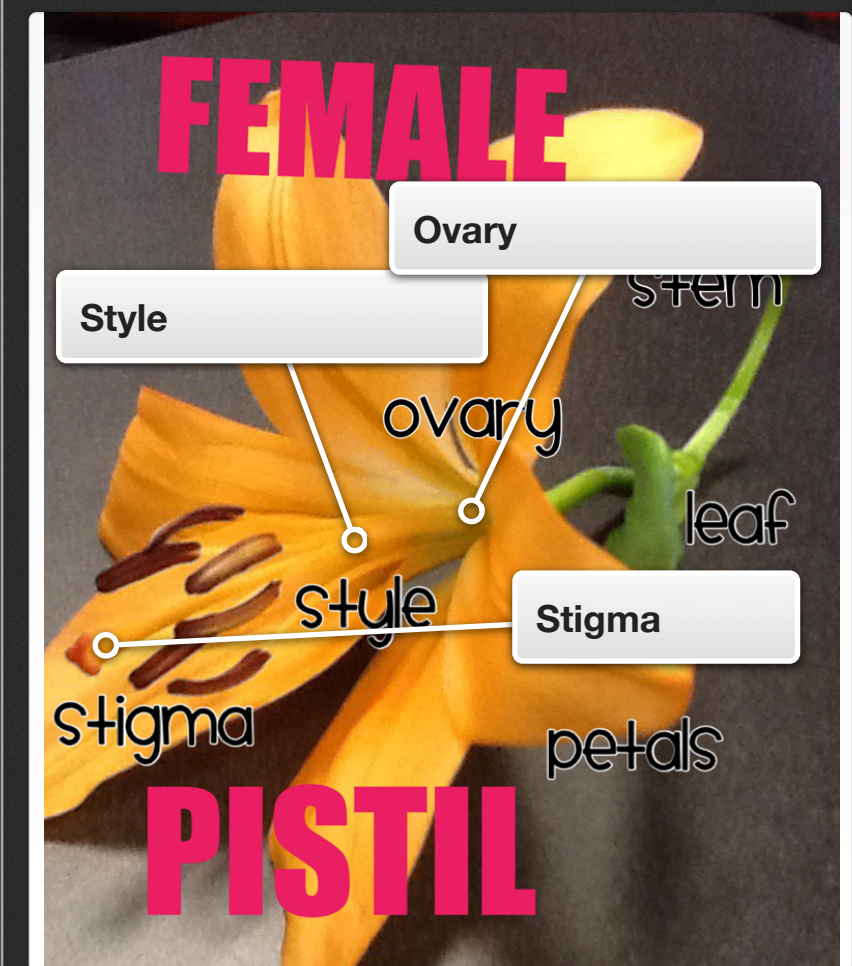 FEMALE
Ovary
stem
Style
ovary
leaf
style
Stigma
stigma
petals
PISTIL